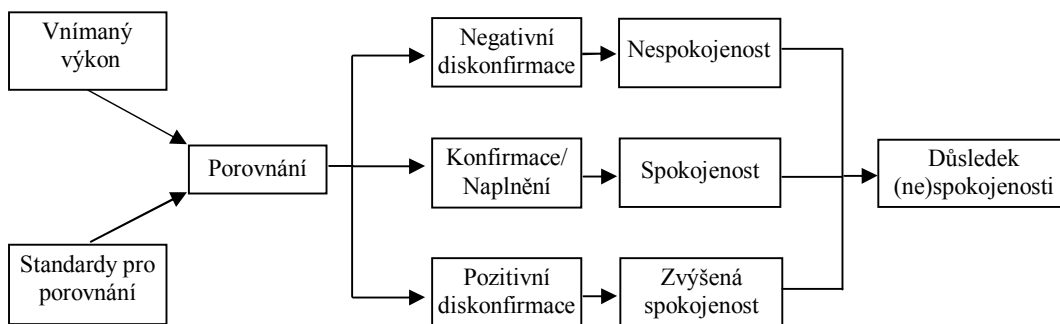 Vnímaný
výkon
Standardy pro
porovnání
Porovnání
Negativní
diskonfirmace
Konfirmace/
Naplnění
Pozitivní
diskonfirmace
Nespokojenost
Spokojenost
Zvýšená
spokojenost
Důsledek
(ne)spokojenosti